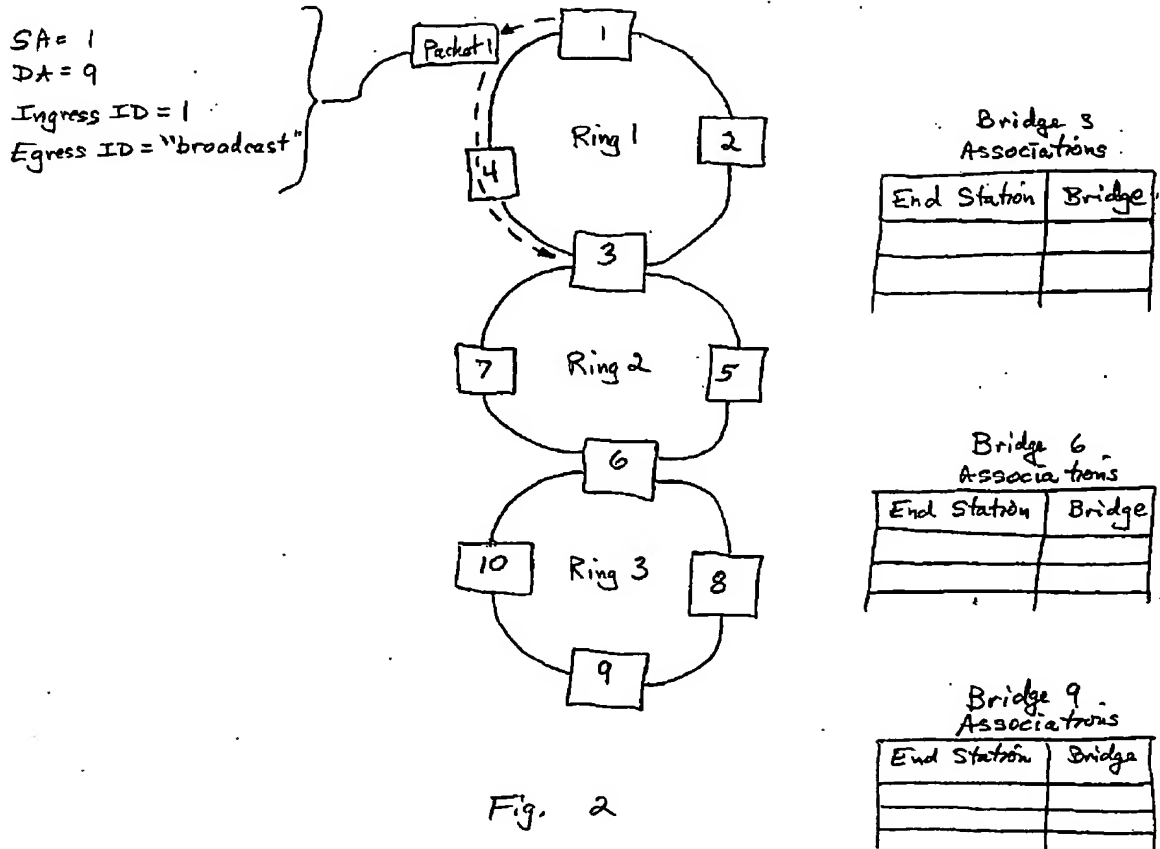 SA = 1
DA = 9
Ingress ID = 1
Egress ID = "broadcast"
Packet 1
1
Ring 1
2
4
3
7
Ring 2
5
6
10
Ring 3
8
9
Bridge 3
Associations
End Station Bridge
Bridge 6
Associations
End Station Bridge
Bridge 9
Associations
End Station Bridge
Fig. 2